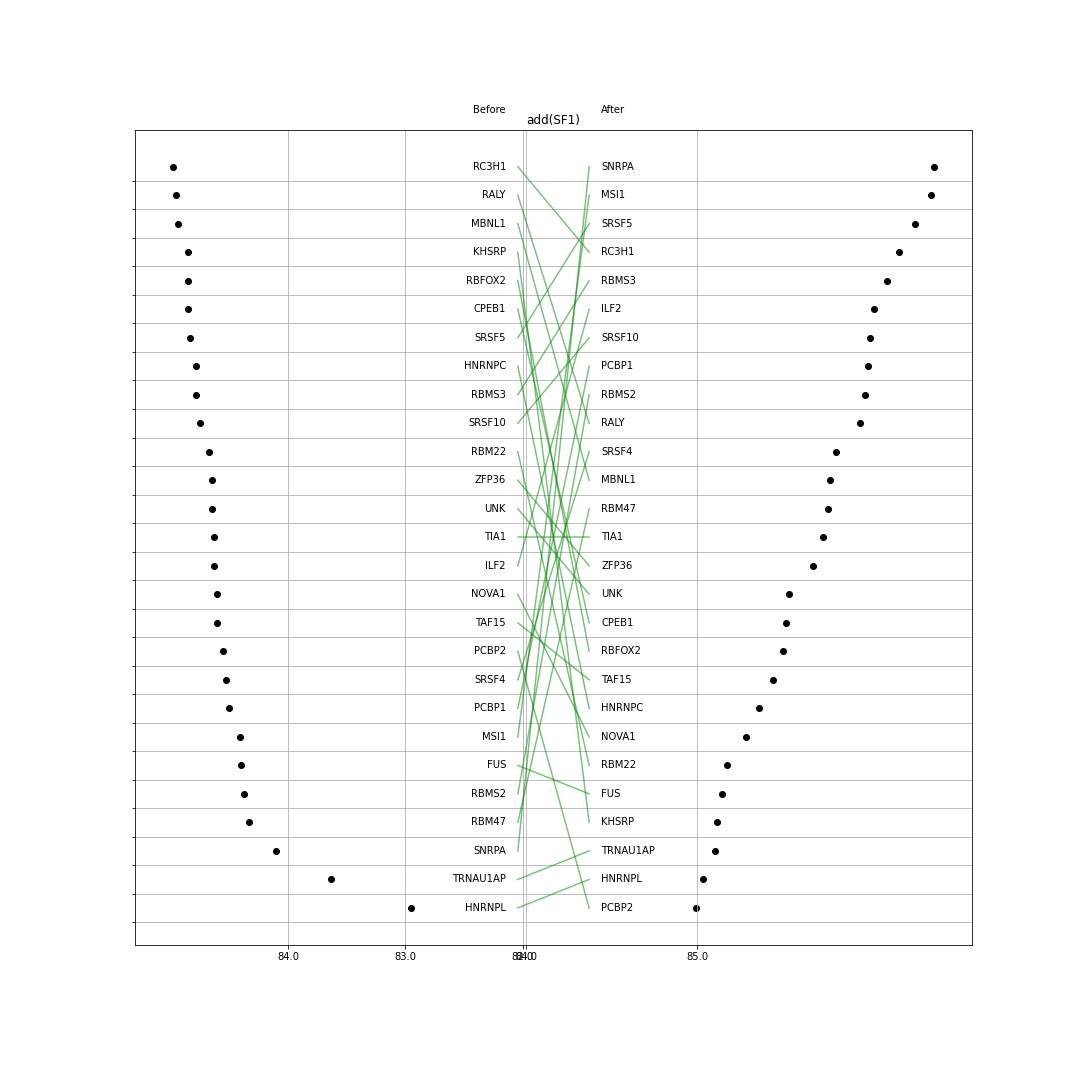 Before After
add(SF1)
RC3H1 SNRPA
RALY MSI1
MBNL1 SRSF5
KHSRP RC3H1
RBFOX2 RBMS3
CPEB1 ILF2
SRSF5 SRSF10
HNRNPC PCBP1
RBMS3 RBMS2
SRSF10 RALY
RBM22 SRSF4
ZFP36 MBNL1
UNK RBM47
TIA1 TIA1
ILF2 ZFP36
NOVA1 UNK
TAF15 CPEB1
PCBP2 RBFOX2
SRSF4 TAF15
PCBP1 HNRNPC
MSI1 NOVA1
FUS RBM22
RBMS2 FUS
RBM47 KHSRP
SNRPA TRNAU1AP
TRNAU1AP HNRNPL
HNRNPL PCBP2
84.0 83.0 85.0